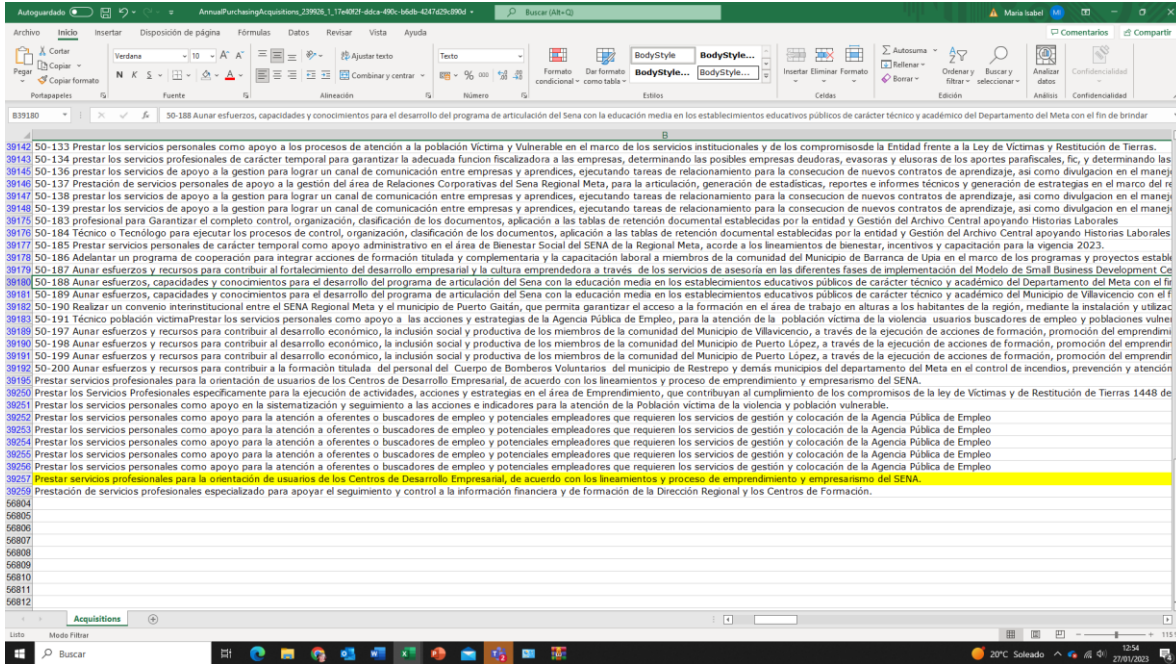 Autoguardado
AnnualPurchasingAcquisitions_239926_1_17e40f2f-ddca-490c-b6db-4247d29c890d
Buscar (Alt+Q)
Maria Isabel MI
Archivo Inicio Insertar Disposición de página Fórmulas Datos Revisar Vista Ayuda
Comentarios Compartir
Pegar
Cortar
Copiar
Copiar formato
Portapapeles
Verdana 10
N K S
Fuente
Ajustar texto
Combinar y centrar
Alineación
Texto
Número
Formato condicional
Dar formato como tabla
BodyStyle BodyStyle...
BodyStyle... BodyStyle...
Estilos
Insertar Eliminar Formato
Celdas
Autosuma
Rellenar
Borrar
Ordenar y filtrar
Buscar y seleccionar
Edición
Analizar datos
Análisis
Confidencialidad
Confidencialidad
B39180 fx 50-188 Aunar esfuerzos, capacidades y conocimientos para el desarrollo del programa de articulación del Sena con la educación media en los establecimientos educativos públicos de carácter técnico y académico del Departamento del Meta con el fin de brindar
B
39142 50-133 Prestar los servicios personales como apoyo a los procesos de atención a la población Víctima y Vulnerable en el marco de los servicios institucionales y de los compromisosde la Entidad frente a la Ley de Víctimas y Restitución de Tierras.
39143 50-134 prestar los servicios profesionales de carácter temporal para garantizar la adecuada funcion fiscalizadora a las empresas, determinando las posibles empresas deudoras, evasoras y elusoras de los aportes parafiscales, fic, y determinando las
39145 50-136 prestar los servicios de apoyo a la gestion para lograr un canal de comunicación entre empresas y aprendices, ejecutando tareas de relacionamiento para la consecucion de nuevos contratos de aprendizaje, asi como divulgacion en el manej
39146 50-137 Prestación de servicios personales de apoyo a la gestión del área de Relaciones Corporativas del Sena Regional Meta, para la articulación, generación de estadísticas, reportes e informes técnicos y generación de estrategias en el marco del re
39147 50-138 prestar los servicios de apoyo a la gestion para lograr un canal de comunicación entre empresas y aprendices, ejecutando tareas de relacionamiento para la consecucion de nuevos contratos de aprendizaje, asi como divulgacion en el manej
39148 50-139 prestar los servicios de apoyo a la gestion para lograr un canal de comunicación entre empresas y aprendices, ejecutando tareas de relacionamiento para la consecucion de nuevos contratos de aprendizaje, asi como divulgacion en el manej
39175 50-183 profesional para Garantizar el completo control, organización, clasificación de los documentos, aplicación a las tablas de retención documental establecidas por la entidad y Gestión del Archivo Central apoyando Historias Laborales
39176 50-184 Técnico o Tecnólogo para ejecutar los procesos de control, organización, clasificación de los documentos, aplicación a las tablas de retención documental establecidas por la entidad y Gestión del Archivo Central apoyando Historias Laborales
39177 50-185 Prestar servicios personales de carácter temporal como apoyo administrativo en el área de Bienestar Social del SENA de la Regional Meta, acorde a los lineamientos de bienestar, incentivos y capacitación para la vigencia 2023.
39178 50-186 Adelantar un programa de cooperación para integrar acciones de formación titulada y complementaria y la capacitación laboral a miembros de la comunidad del Municipio de Barranca de Upia en el marco de los programas y proyectos estable
39179 50-187 Aunar esfuerzos y recursos para contribuir al fortalecimiento del desarrollo empresarial y la cultura emprendedora a través de los servicios de asesoría en las diferentes fases de implementación del Modelo de Small Business Development Ce
39180 50-188 Aunar esfuerzos, capacidades y conocimientos para el desarrollo del programa de articulación del Sena con la educación media en los establecimientos educativos públicos de carácter técnico y académico del Departamento del Meta con el fin
39181 50-189 Aunar esfuerzos, capacidades y conocimientos para el desarrollo del programa de articulación del Sena con la educación media en los establecimientos educativos públicos de carácter técnico y académico del Municipio de Villavicencio con el f
39182 50-190 Realizar un convenio interinstitucional entre el SENA Regional Meta y el municipio de Puerto Gaitán, que permita garantizar el acceso a la formación en el área de trabajo en alturas a los habitantes de la región, mediante la instalación y utilizac
39183 50-191 Técnico población victimaPrestar los servicios personales como apoyo a las acciones y estrategias de la Agencia Pública de Empleo, para la atención de la población víctima de la violencia usuarios buscadores de empleo y poblaciones vulner
39189 50-197 Aunar esfuerzos y recursos para contribuir al desarrollo económico, la inclusión social y productiva de los miembros de la comunidad del Municipio de Villavicencio, a través de la ejecución de acciones de formación, promoción del emprendimi
39190 50-198 Aunar esfuerzos y recursos para contribuir al desarrollo económico, la inclusión social y productiva de los miembros de la comunidad del Municipio de Puerto López, a través de la ejecución de acciones de formación, promoción del emprendim
39191 50-199 Aunar esfuerzos y recursos para contribuir al desarrollo económico, la inclusión social y productiva de los miembros de la comunidad del Municipio de Puerto López, a través de la ejecución de acciones de formación, promoción del emprendim
39192 50-200 Aunar esfuerzos y recursos para contribuir a la formaciòn titulada del personal del Cuerpo de Bomberos Voluntarios del municipio de Restrepo y demás municipios del departamento del Meta en el control de incendios, prevención y atención
39195 Prestar servicios profesionales para la orientación de usuarios de los Centros de Desarrollo Empresarial, de acuerdo con los lineamientos y proceso de emprendimiento y empresarismo del SENA.
39250 Prestar los Servicios Profesionales específicamente para la ejecución de actividades, acciones y estrategias en el área de Emprendimiento, que contribuyan al cumplimiento de los compromisos de la ley de Víctimas y de Restitución de Tierras 1448 de
39251 Prestar los servicios personales como apoyo en la sistematización y seguimiento a las acciones e indicadores para la atención de la Población víctima de la violencia y población vulnerable.
39252 Prestar los servicios personales como apoyo para la atención a oferentes o buscadores de empleo y potenciales empleadores que requieren los servicios de gestión y colocación de la Agencia Pública de Empleo
39253 Prestar los servicios personales como apoyo para la atención a oferentes o buscadores de empleo y potenciales empleadores que requieren los servicios de gestión y colocación de la Agencia Pública de Empleo
39254 Prestar los servicios personales como apoyo para la atención a oferentes o buscadores de empleo y potenciales empleadores que requieren los servicios de gestión y colocación de la Agencia Pública de Empleo
39255 Prestar los servicios personales como apoyo para la atención a oferentes o buscadores de empleo y potenciales empleadores que requieren los servicios de gestión y colocación de la Agencia Pública de Empleo
39256 Prestar los servicios personales como apoyo para la atención a oferentes o buscadores de empleo y potenciales empleadores que requieren los servicios de gestión y colocación de la Agencia Pública de Empleo
39257 Prestar servicios profesionales para la orientación de usuarios de los Centros de Desarrollo Empresarial, de acuerdo con los lineamientos y proceso de emprendimiento y empresarismo del SENA.
39259 Prestación de servicios profesionales especializado para apoyar el seguimiento y control a la información financiera y de formación de la Dirección Regional y los Centros de Formación.
56804
56805
56806
56807
56808
56809
56810
56811
56812
Acquisitions
Listo Modo Filtrar
115
Buscar
20°C Soleado
12:54
27/01/2023